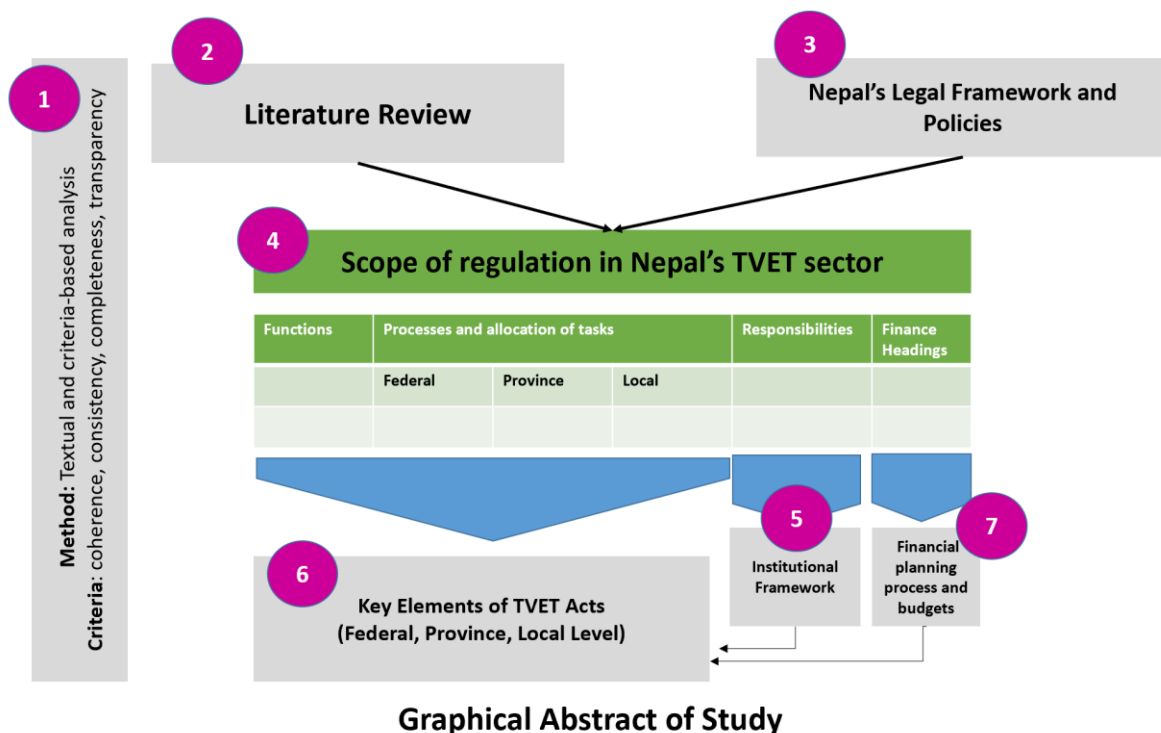 1
Method: Textual and criteria-based analysis
Criteria: coherence, consistency, completeness, transparency
2
Literature Review
3
Nepal's Legal Framework and
Policies
4
Scope of regulation in Nepal's TVET sector
Functions
Processes and allocation of tasks
Responsibilities
Finance
Headings
Federal
Province
Local
5
Institutional
Framework
7
Financial
planning
process and
budgets
6
Key Elements of TVET Acts
(Federal, Province, Local Level)
Graphical Abstract of Study